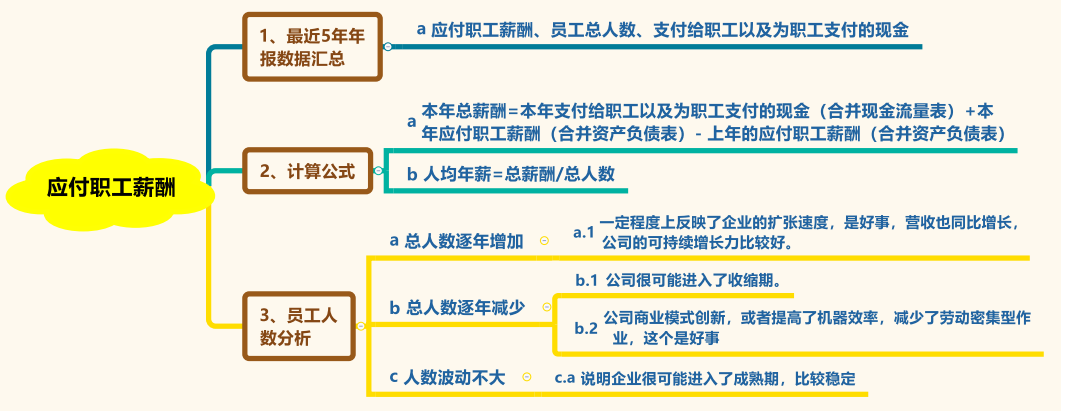 应付职工薪酬
1、最近5年年
报数据汇总
a 应付职工薪酬、员工总人数、支付给职工以及为职工支付的现金
2、计算公式
a 本年总薪酬=本年支付给职工以及为职工支付的现金（合并现金流量表）+本
年应付职工薪酬（合并资产负债表）- 上年的应付职工薪酬（合并资产负债表）
b 人均年薪=总薪酬/总人数
3、员工人
数分析
a 总人数逐年增加
a.1 一定程度上反映了企业的扩张速度，是好事，营收也同比增长，
公司的可持续增长力比较好。
b 总人数逐年减少
b.1 公司很可能进入了收缩期。
b.2 公司商业模式创新，或者提高了机器效率，减少了劳动密集型作
业，这个是好事
c 人数波动不大
c.a 说明企业很可能进入了成熟期，比较稳定